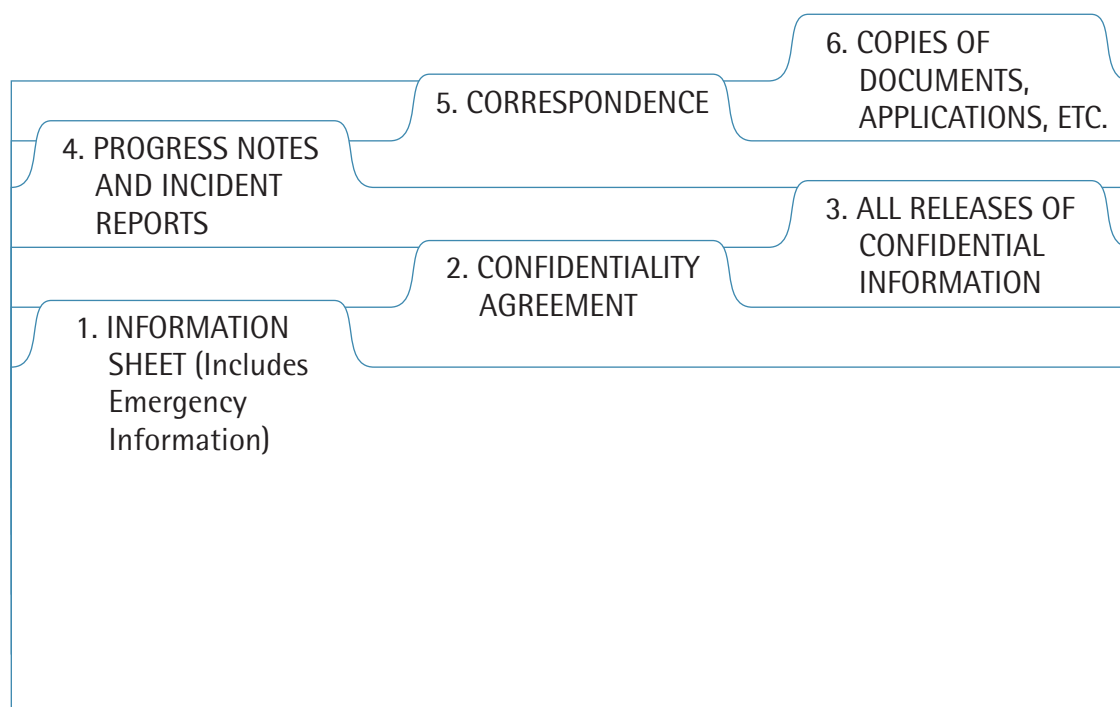 6. COPIES OF
DOCUMENTS,
APPLICATIONS, ETC.
5. CORRESPONDENCE
4. PROGRESS NOTES
AND INCIDENT
REPORTS
3. ALL RELEASES OF
CONFIDENTIAL
INFORMATION
2. CONFIDENTIALITY
AGREEMENT
1. INFORMATION
SHEET (Includes
Emergency
Information)